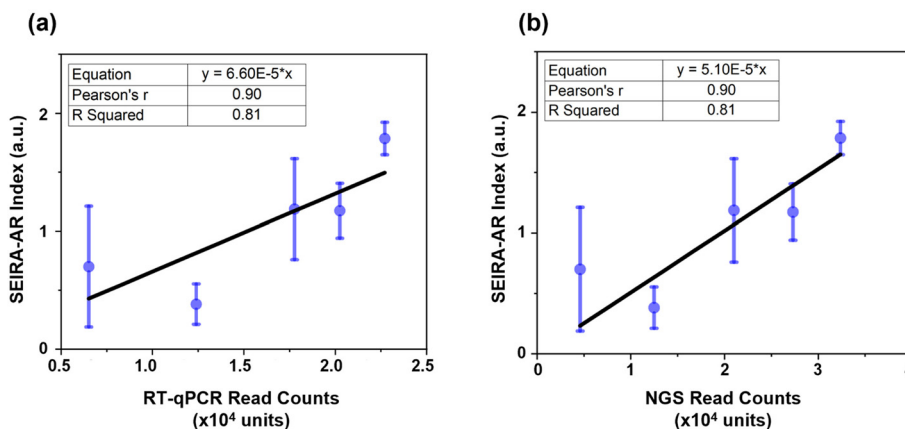 (a)
Equation y = 6.60E-5*x
Pearson's r 0.90
R Squared 0.81
2
1
0
SEIRA-AR Index (a.u.)
0.5 1.0 1.5 2.0 2.5
RT-qPCR Read Counts
(x10⁴ units)
(b)
Equation y = 5.10E-5*x
Pearson's r 0.90
R Squared 0.81
2
1
0
SEIRA-AR Index (a.u.)
0 1 2 3
NGS Read Counts
(x10⁴ units)